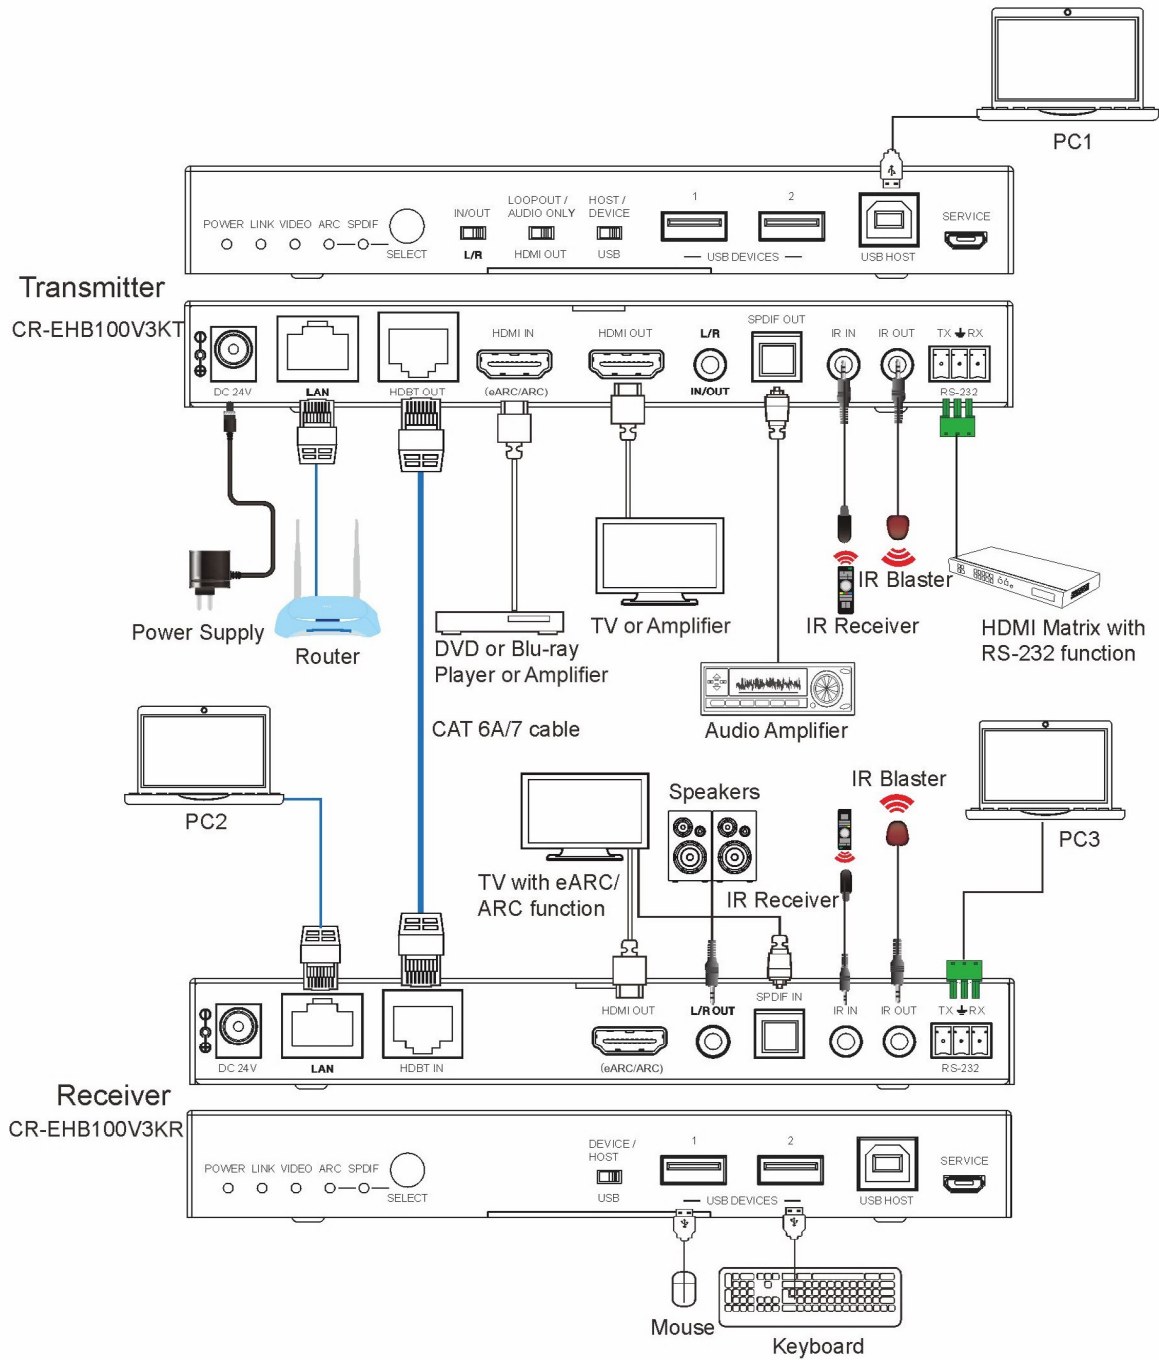 PC1
LOOPOUT / HOST / 1 2
IN/OUT AUDIO ONLY DEVICE SERVICE
POWER LINK VIDEO ARC SPDIF
SELECT L/R HDMI OUT USB USB DEVICES USB HOST
Transmitter
CR-EHB100V3KT
HDMI IN HDMI OUT L/R SPDIF OUT IR IN IR OUT TX RX
DC 24V LAN HDBT OUT (eARC/ARC) IN/OUT RS-232
Power Supply
Router
DVD or Blu-ray
Player or Amplifier
TV or Amplifier
IR Receiver
IR Blaster
HDMI Matrix with
RS-232 function
Audio Amplifier
CAT 6A/7 cable
PC2
Speakers
IR Blaster
PC3
TV with eARC/
ARC function
IR Receiver
HDMI OUT L/R OUT SPDIF IN IR IN IR OUT TX RX
DC 24V LAN HDBT IN (eARC/ARC) RS-232
Receiver
CR-EHB100V3KR
DEVICE / 1 2
HOST SERVICE
POWER LINK VIDEO ARC SPDIF
SELECT USB USB DEVICES USB HOST
Mouse
Keyboard